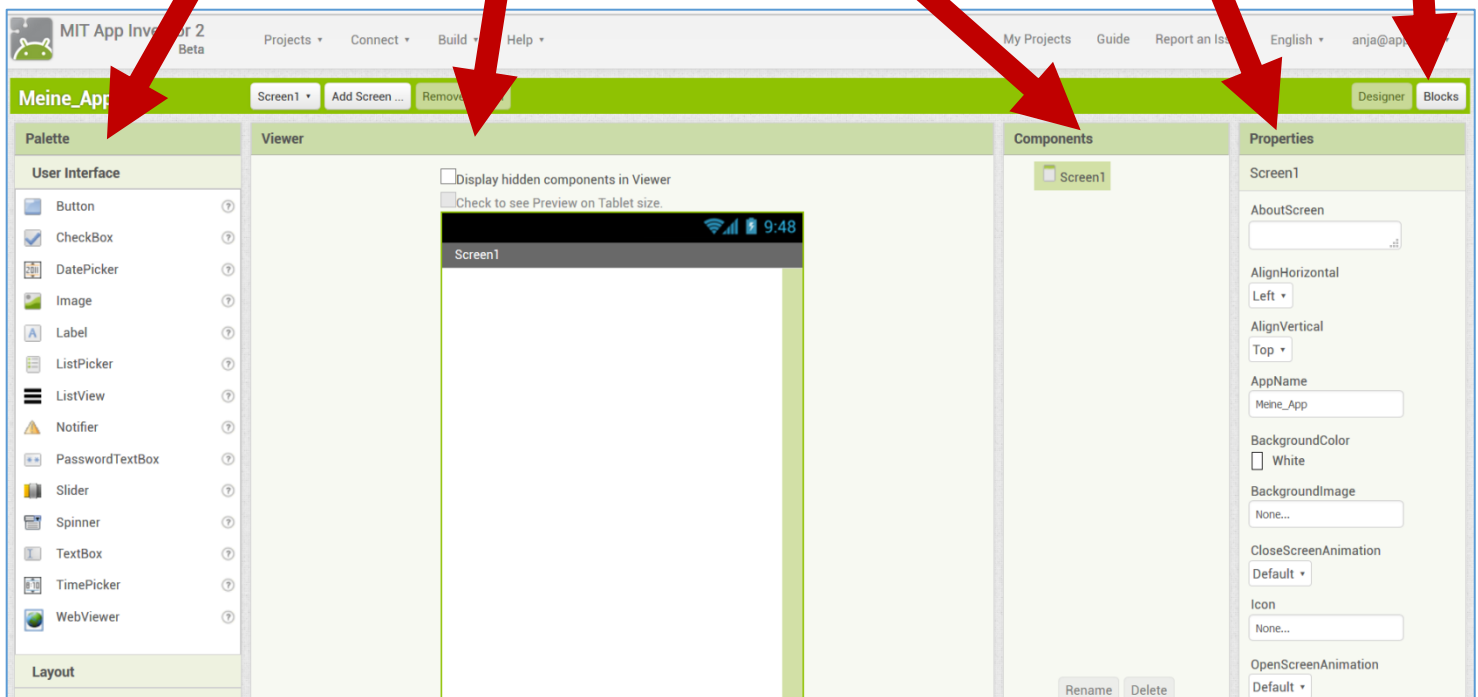 MIT App Inventor 2
Beta
Projects Connect Build Help
My Projects Guide Report an English anja@app
Meine_App
Screen1 Add Screen ...
Designer Blocks
Palette
User Interface
Button
CheckBox
DatePicker
Image
Label
ListPicker
ListView
Notifier
PasswordTextBox
Slider
Spinner
TextBox
TimePicker
WebViewer
Layout
Viewer
Display hidden components in Viewer
Check to see Preview on Tablet size.
9:48
Screen1
Components
Screen1
Rename Delete
Properties
Screen1
AboutScreen
AlignHorizontal
Left
AlignVertical
Top
AppName
Meine_App
BackgroundColor
White
BackgroundImage
None...
CloseScreenAnimation
Default
Icon
None...
OpenScreenAnimation
Default